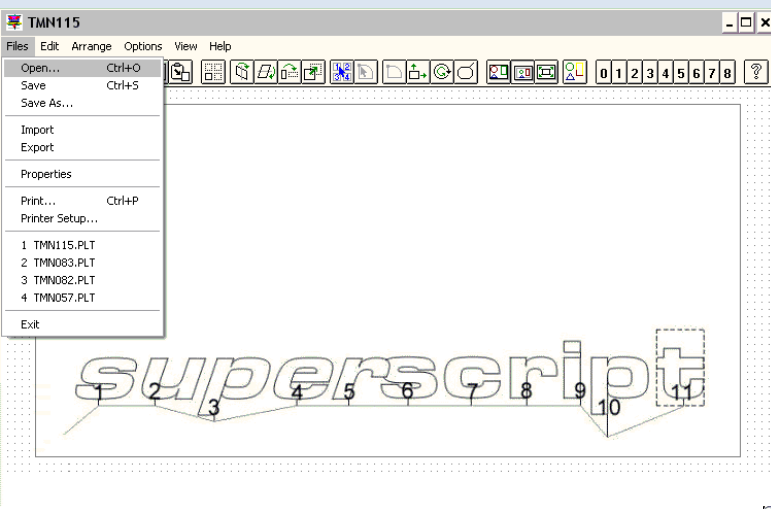 TMN115
Files Edit Arrange Options View Help
Open... Ctrl+O
Save Ctrl+S
Save As...
Import
Export
Properties
Print... Ctrl+P
Printer Setup...
1 TMN115.PLT
2 TMN083.PLT
3 TMN082.PLT
4 TMN057.PLT
Exit
0 1 2 3 4 5 6 7 8 ?
superscript
1 2 3 4 5 6 7 8 9 10 11